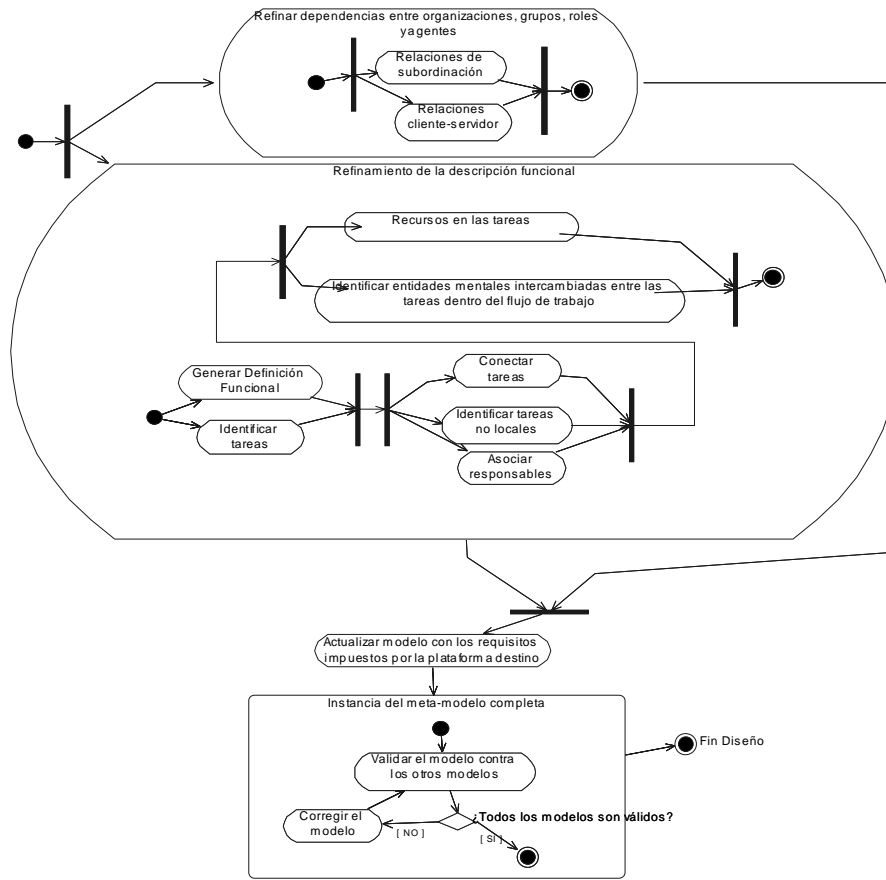 Refinar dependencias entre organizaciones, grupos, roles
y agentes
Relaciones de
subordinación
Relaciones
cliente-servidor
Refinamiento de la descripción funcional
Recursos en las tareas
Identificar entidades mentales intercambiadas entre las
tareas dentro del flujo de trabajo
Generar Definición
Funcional
Identificar
tareas
Conectar
tareas
Identificar tareas
no locales
Asociar
responsables
Actualizar modelo con los requisitos
impuestos por la plataforma destino
Instancia del meta-modelo completa
Fin Diseño
Validar el modelo contra
los otros modelos
¿Todos los modelos son válidos?
Corregir el
modelo
[ NO ]
[ SI ]